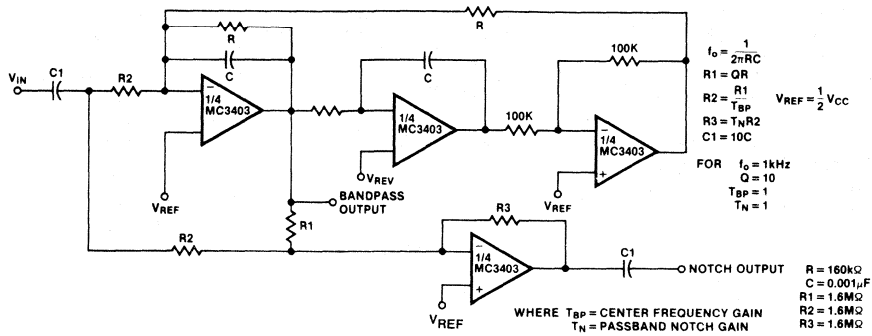 R
R
C
C
100K
100K
V_IN
C1
R2
1/4
MC3403
1/4
MC3403
1/4
MC3403
V_REF
V_REV
V_REF
BANDPASS
OUTPUT
R1
R2
R3
1/4
MC3403
V_REF
C1
NOTCH OUTPUT
f_o = 1/2πRC
R1 = QR
R2 = R1/T_BP
V_REF = 1/2 V_CC
R3 = T_N R2
C1 = 10C
FOR f_o = 1kHz
Q = 10
T_BP = 1
T_N = 1
R = 160kΩ
C = 0.001μF
R1 = 1.6MΩ
R2 = 1.6MΩ
R3 = 1.6MΩ
WHERE T_BP = CENTER FREQUENCY GAIN
T_N = PASSBAND NOTCH GAIN